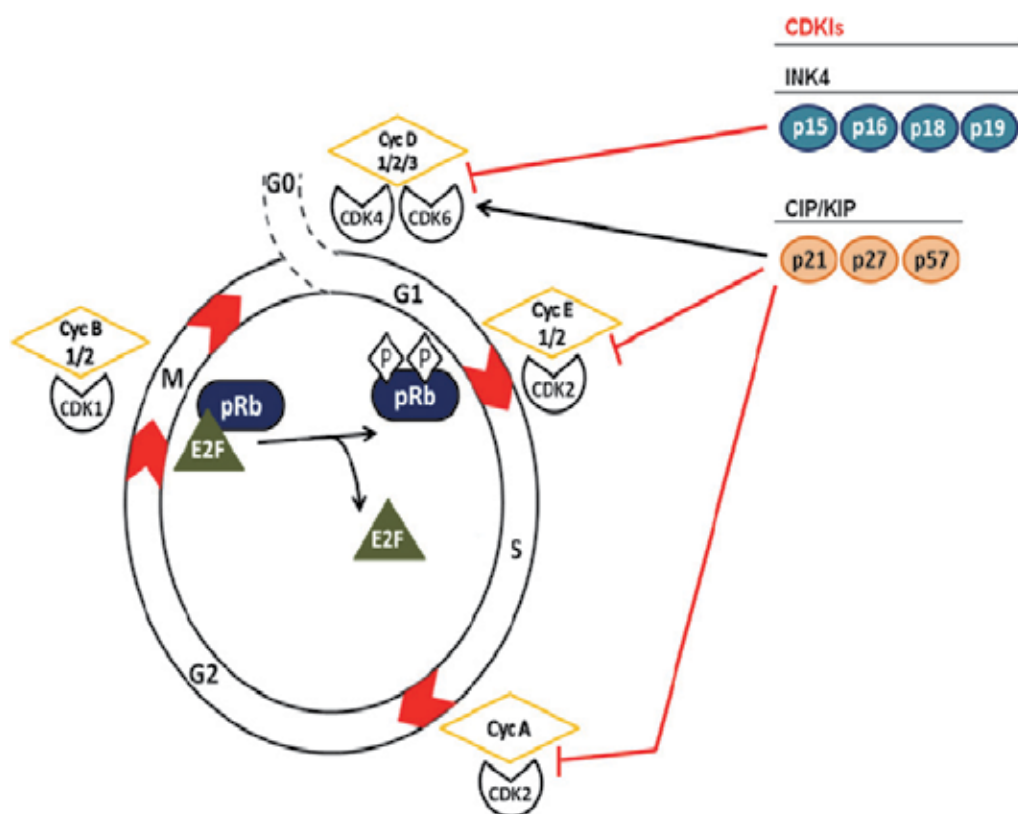 CDKIs
INK4
p15 p16 p18 p19
CIP/KIP
p21 p27 p57
Cyc D
1/2/3
CDK4 CDK6
G0
G1
Cyc E
1/2
CDK2
Cyc B
1/2
CDK1
M
P P
pRb
pRb
E2F
E2F
S
G2
Cyc A
CDK2